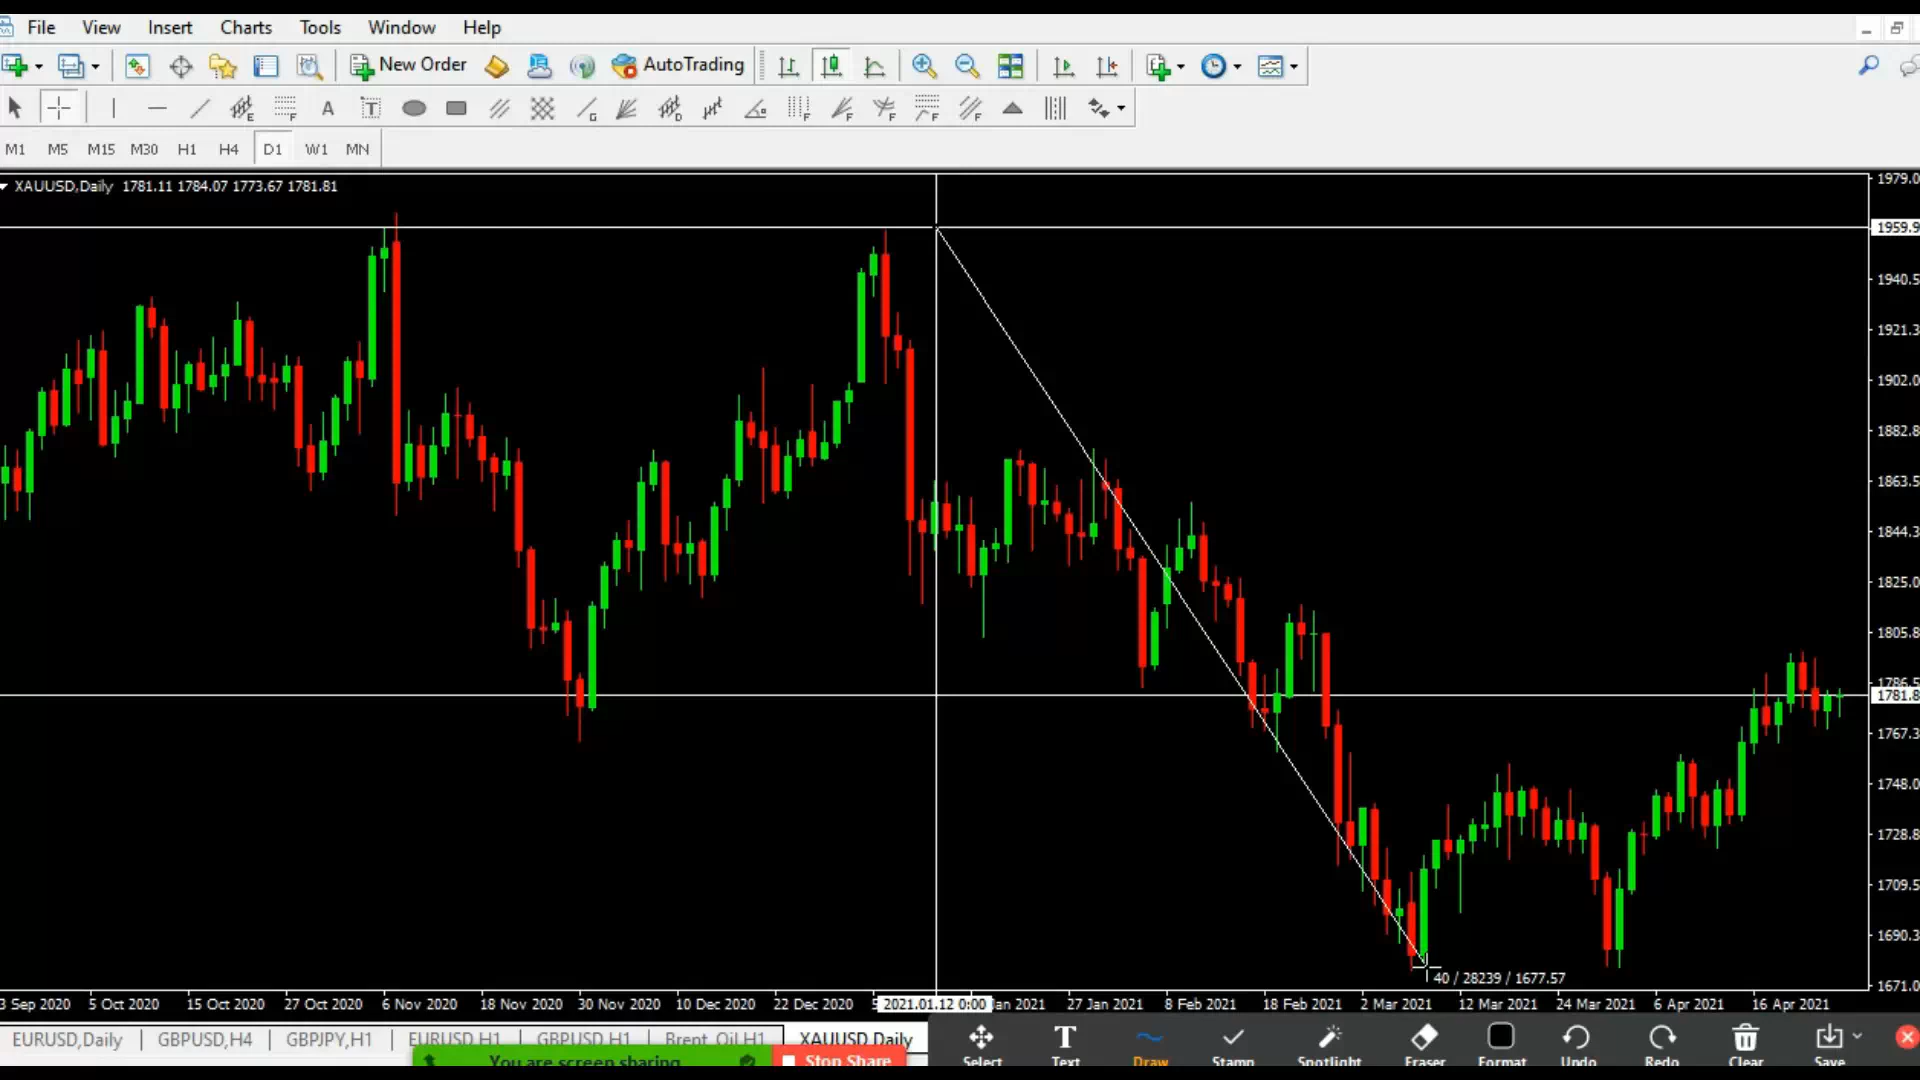 File View Insert Charts Tools Window Help
New Order AutoTrading
E F A T G D F F F F
M1 M5 M15 M30 H1 H4 D1 W1 MN
XAUUSD,Daily 1781.11 1784.07 1773.67 1781.81
1979.0
1959.9
1940.5
1921.3
1902.0
1882.8
1863.5
1844.3
1825.0
1805.8
1786.5
1781.8
1767.3
1748.0
1728.8
1709.5
1690.3
1671.0
40 / 28239 / 1677.57
3 Sep 2020 5 Oct 2020 15 Oct 2020 27 Oct 2020 6 Nov 2020 18 Nov 2020 30 Nov 2020 10 Dec 2020 22 Dec 2020 2021.01.12 0:00 Jan 2021 27 Jan 2021 8 Feb 2021 18 Feb 2021 2 Mar 2021 12 Mar 2021 24 Mar 2021 6 Apr 2021 16 Apr 2021
EURUSD,Daily GBPUSD,H4 GBPJPY,H1 EURUSD,H1 GBPUSD,H1 Brent_Oil,H1 XAUUSD,Daily
You are screen sharing Stop Share
Select Text Draw Stamp Spotlight Eraser Format Undo Redo Clear Save